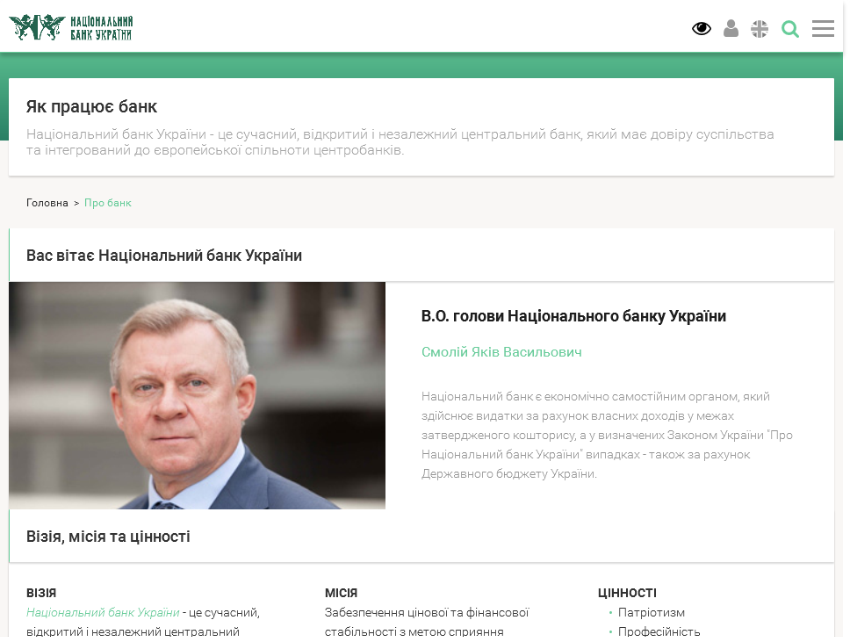 НАЦІОНАЛЬНИЙ
БАНК УКРАЇНИ
Як працює банк
Національний банк України - це сучасний, відкритий і незалежний центральний банк, який має довіру суспільства
та інтегрований до європейської спільноти центробанків.
Головна > Про банк
Вас вітає Національний банк України
В.О. голови Національного банку України
Смолій Яків Васильович
Національний банк є економічно самостійним органом, який
здійснює видатки за рахунок власних доходів у межах
затвердженого кошторису, а у визначених Законом України "Про
Національний банк України" випадках - також за рахунок
Державного бюджету України.
Візія, місія та цінності
ВІЗІЯ
Національний банк України - це сучасний,
відкритий і незалежний центральний
МІСІЯ
Забезпечення цінової та фінансової
стабільності з метою сприяння
ЦІННОСТІ
• Патріотизм
• Професійність